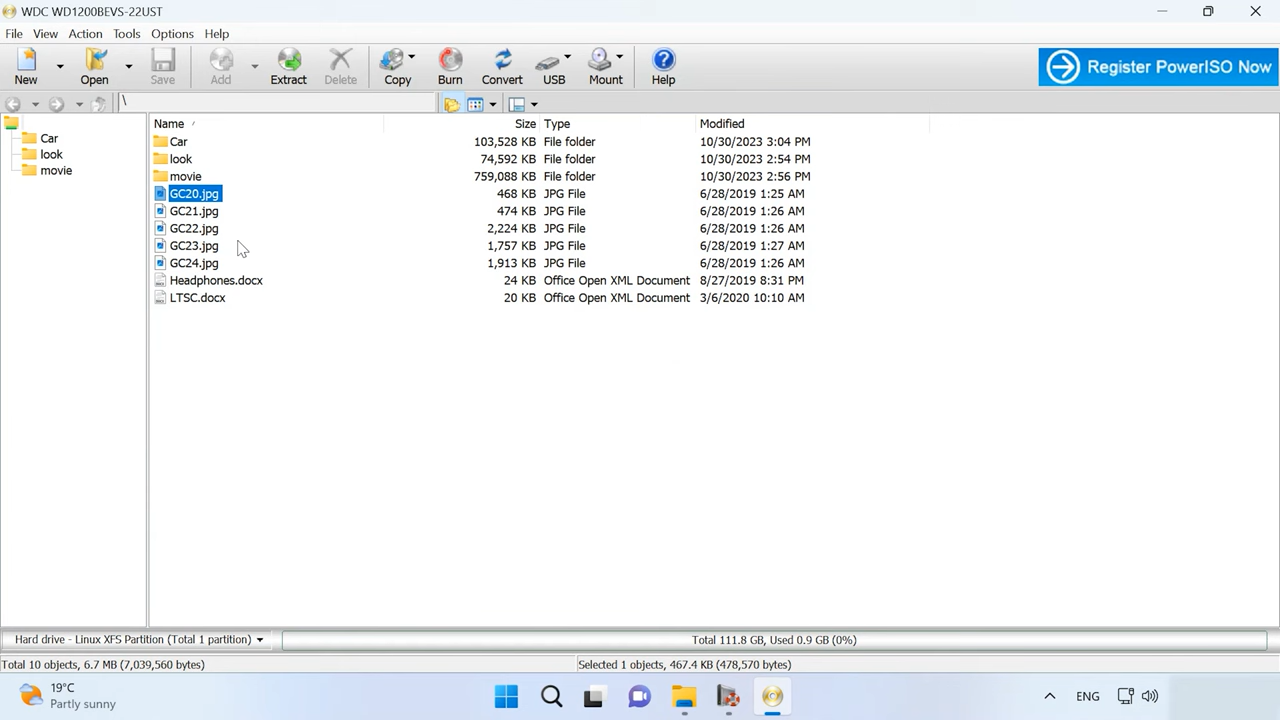 WDC WD1200BEVS-22UST
File View Action Tools Options Help
New Open Save Add Extract Delete Copy Burn Convert USB Mount Help
Register PowerISO Now
\
Name Size Type Modified
Car
look
movie
Car 103,528 KB File folder 10/30/2023 3:04 PM
look 74,592 KB File folder 10/30/2023 2:54 PM
movie 759,088 KB File folder 10/30/2023 2:56 PM
GC20.jpg 468 KB JPG File 6/28/2019 1:25 AM
GC21.jpg 474 KB JPG File 6/28/2019 1:26 AM
GC22.jpg 2,224 KB JPG File 6/28/2019 1:26 AM
GC23.jpg 1,757 KB JPG File 6/28/2019 1:27 AM
GC24.jpg 1,913 KB JPG File 6/28/2019 1:26 AM
Headphones.docx 24 KB Office Open XML Document 8/27/2019 8:31 PM
LTSC.docx 20 KB Office Open XML Document 3/6/2020 10:10 AM
Hard drive - Linux XFS Partition (Total 1 partition) Total 111.8 GB, Used 0.9 GB (0%)
Total 10 objects, 6.7 MB (7,039,560 bytes) Selected 1 objects, 467.4 KB (478,570 bytes)
19°C
Partly sunny
ENG